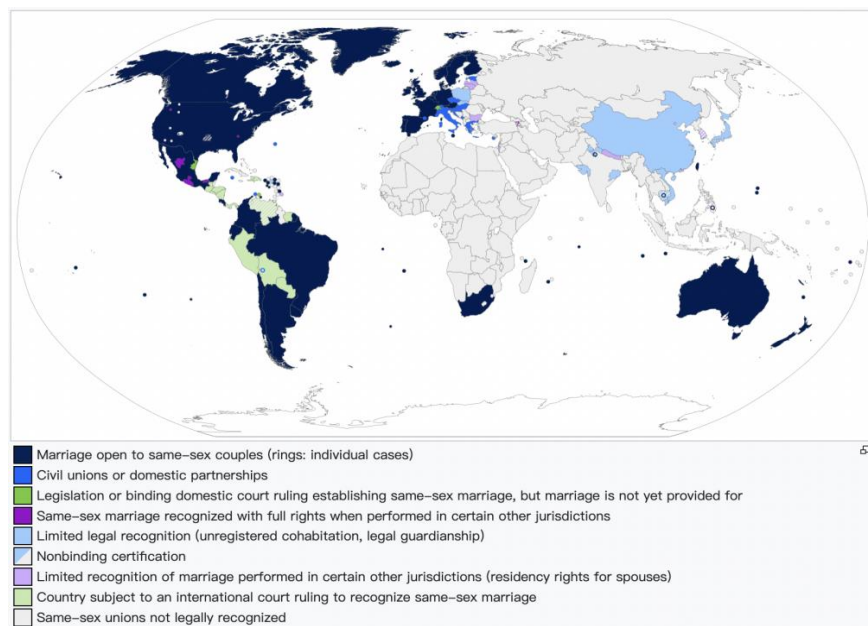 Marriage open to same-sex couples (rings: individual cases)
Civil unions or domestic partnerships
Legislation or binding domestic court ruling establishing same-sex marriage, but marriage is not yet provided for
Same-sex marriage recognized with full rights when performed in certain other jurisdictions
Limited legal recognition (unregistered cohabitation, legal guardianship)
Nonbinding certification
Limited recognition of marriage performed in certain other jurisdictions (residency rights for spouses)
Country subject to an international court ruling to recognize same-sex marriage
Same-sex unions not legally recognized